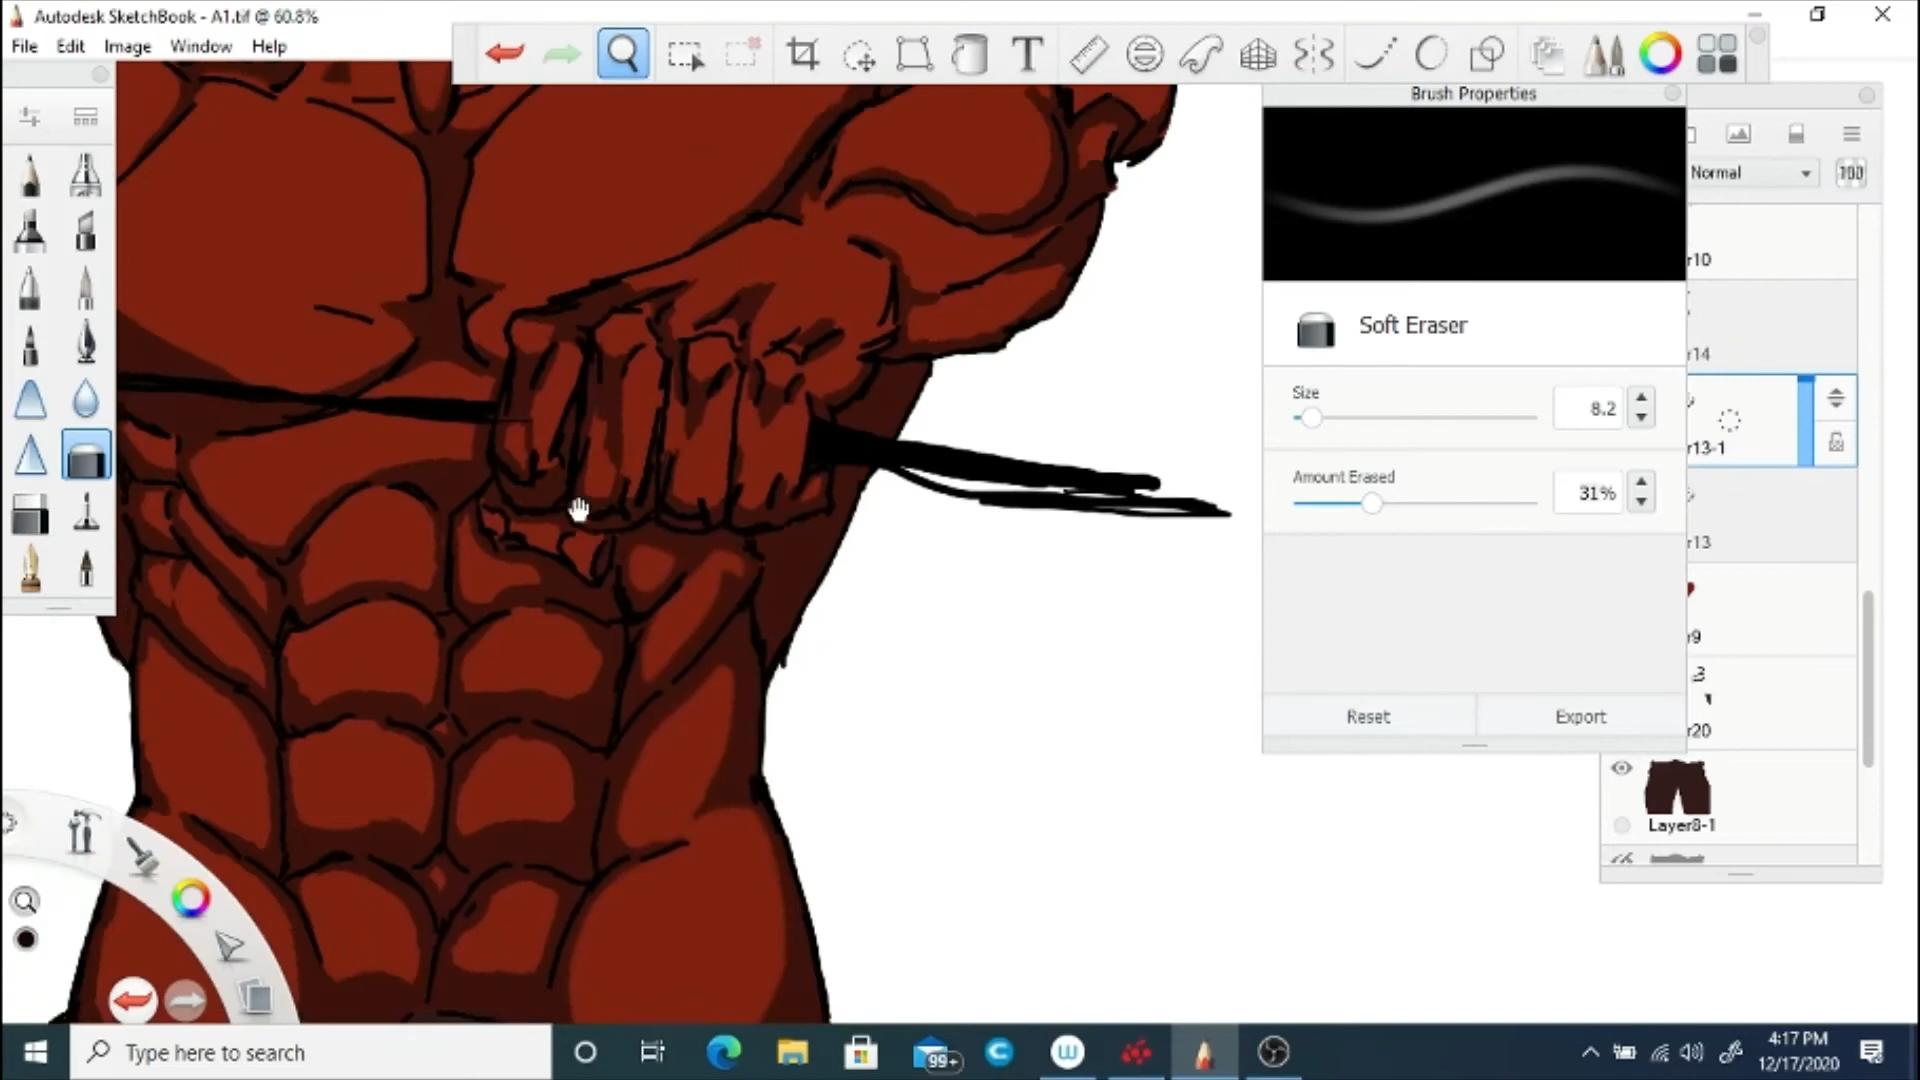 Autodesk SketchBook - A1.tif @ 60.8%
File Edit Image Window Help
T
Brush Properties
Normal
100
r10
Soft Eraser
r14
Size
8.2
r13-1
Amount Erased
31%
r13
r9
Reset
Export
r20
Layer8-1
Type here to search
99+
4:17 PM
12/17/2020